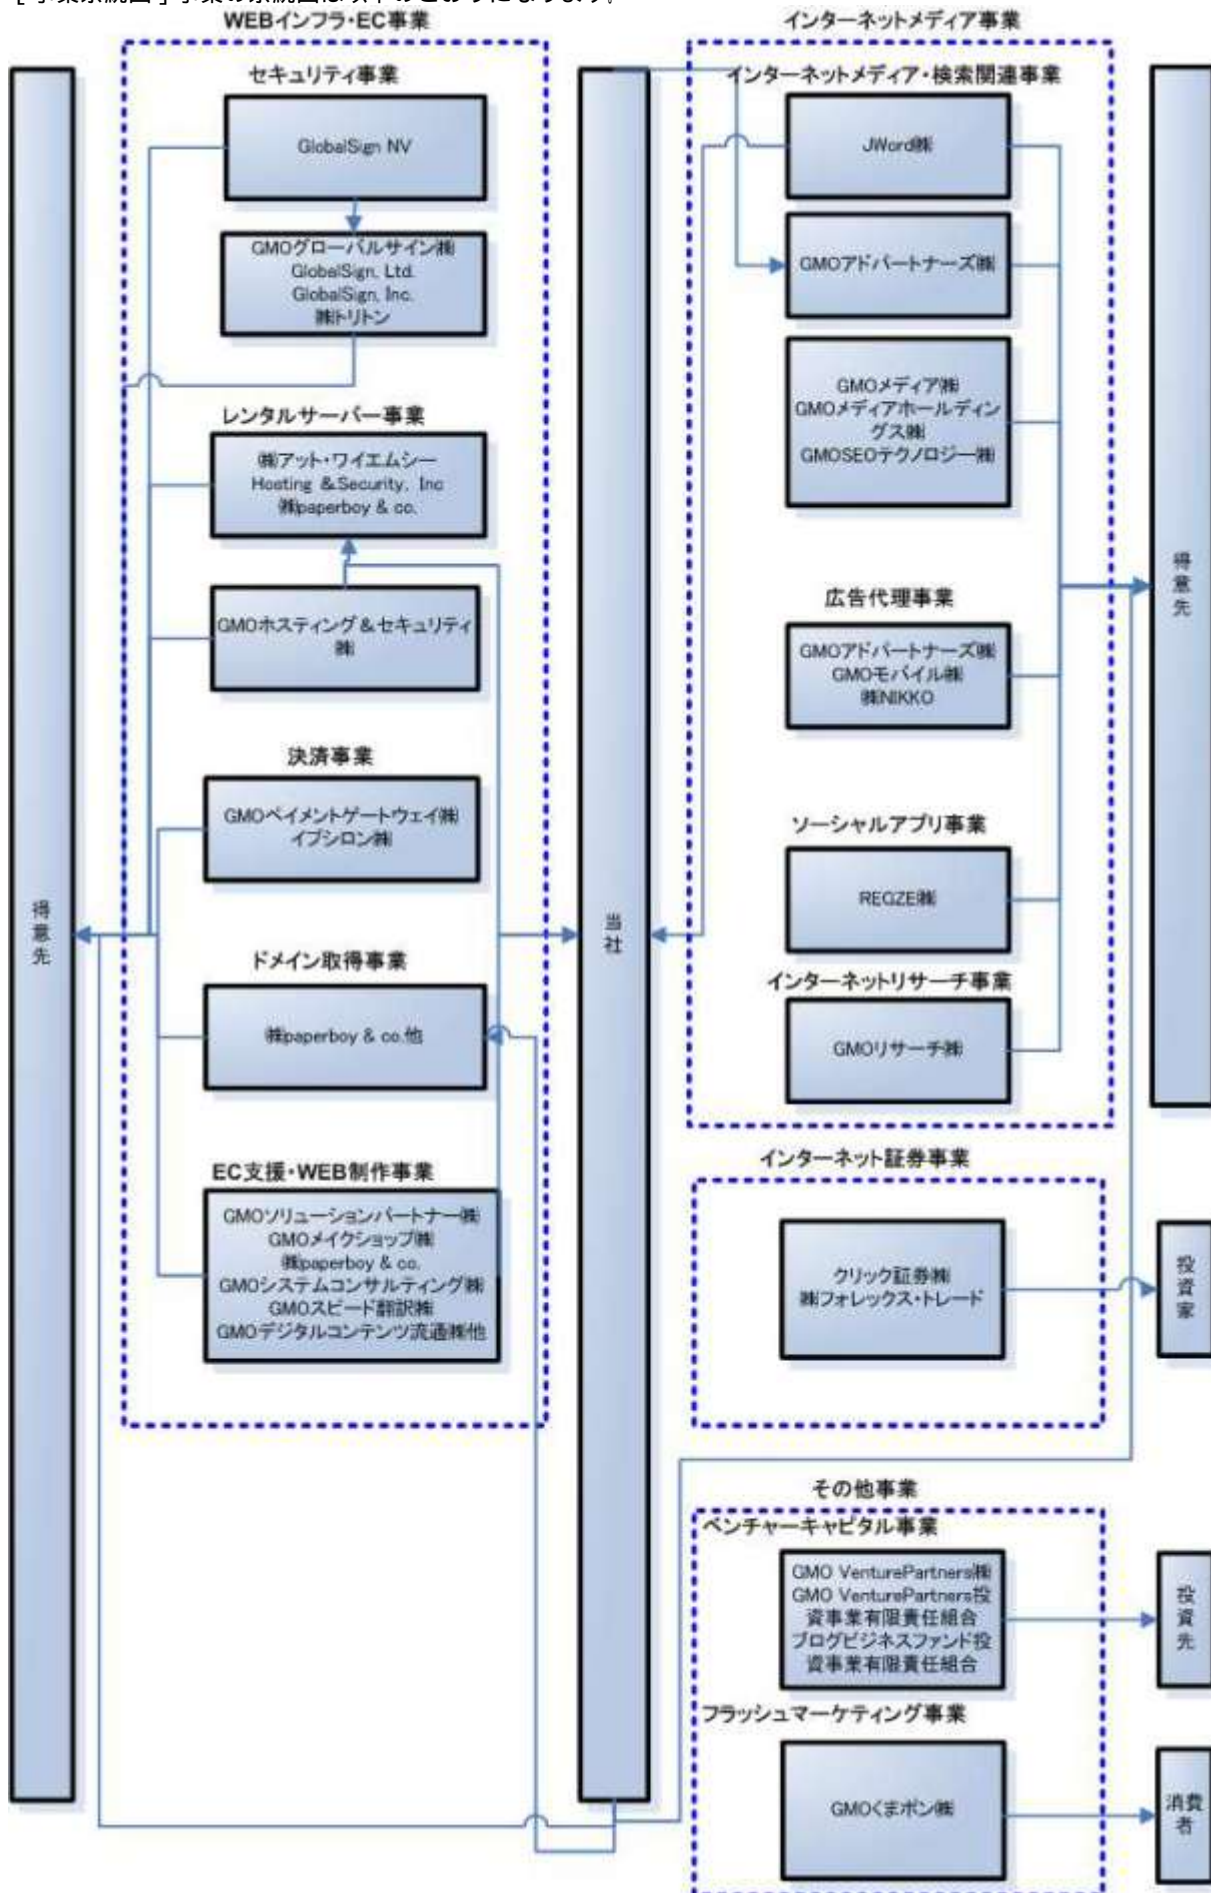 [事業系統図] 事業の系統図は以下のとおりになります。
WEBインフラ・EC事業
セキュリティ事業
GlobalSign NV
GMOグローバルサイン㈱
GlobalSign, Ltd.
GlobalSign, Inc.
㈱トリトン
レンタルサーバー事業
㈱アット・ワイエムシー
Hosting &Security, Inc
㈱paperboy & co.
GMOホスティング＆セキュリティ
㈱
決済事業
GMOペイメントゲートウェイ㈱
イプシロン㈱
ドメイン取得事業
㈱paperboy & co.他
EC支援・WEB制作事業
GMOソリューションパートナー㈱
GMOメイクショップ㈱
㈱paperboy & co.
GMOシステムコンサルティング㈱
GMOスピード翻訳㈱
GMOデジタルコンテンツ流通㈱他
得意先
当社
インターネットメディア事業
インターネットメディア・検索関連事業
JWord㈱
GMOアドパートナーズ㈱
GMOメディア㈱
GMOメディアホールディン
グス㈱
GMOSEOテクノロジー㈱
広告代理事業
GMOアドパートナーズ㈱
GMOモバイル㈱
㈱NIKKO
ソーシャルアプリ事業
REQZE㈱
インターネットリサーチ事業
GMOリサーチ㈱
得意先
インターネット証券事業
クリック証券㈱
㈱フォレックス・トレード
投資家
その他事業
ベンチャーキャピタル事業
GMO VenturePartners㈱
GMO VenturePartners投
資事業有限責任組合
ブログビジネスファンド投
資事業有限責任組合
投資先
フラッシュマーケティング事業
GMOくまポン㈱
消費者